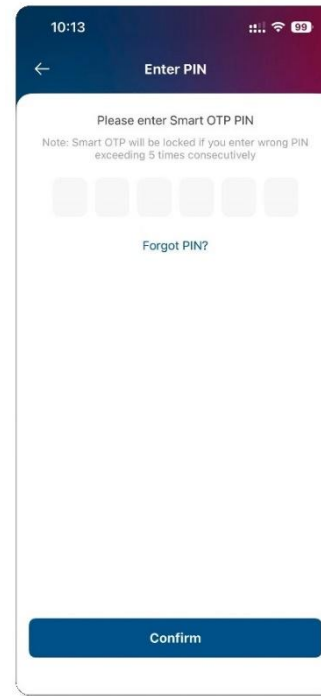 10:13
99
Enter PIN
Please enter Smart OTP PIN
Note: Smart OTP will be locked if you enter wrong PIN
exceeding 5 times consecutively
Forgot PIN?
Confirm